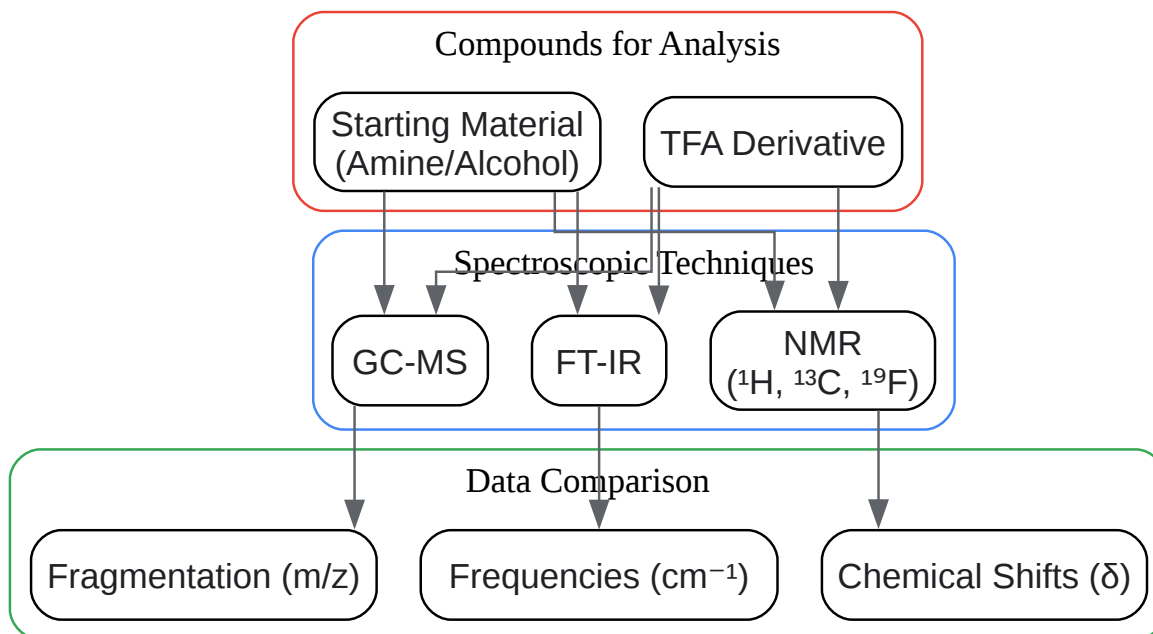 Compounds for Analysis
Starting Material
(Amine/Alcohol)
TFA Derivative
Spectroscopic Techniques
GC-MS
FT-IR
NMR
(¹H, ¹³C, ¹⁹F)
Data Comparison
Fragmentation (m/z)
Frequencies (cm⁻¹)
Chemical Shifts (δ)